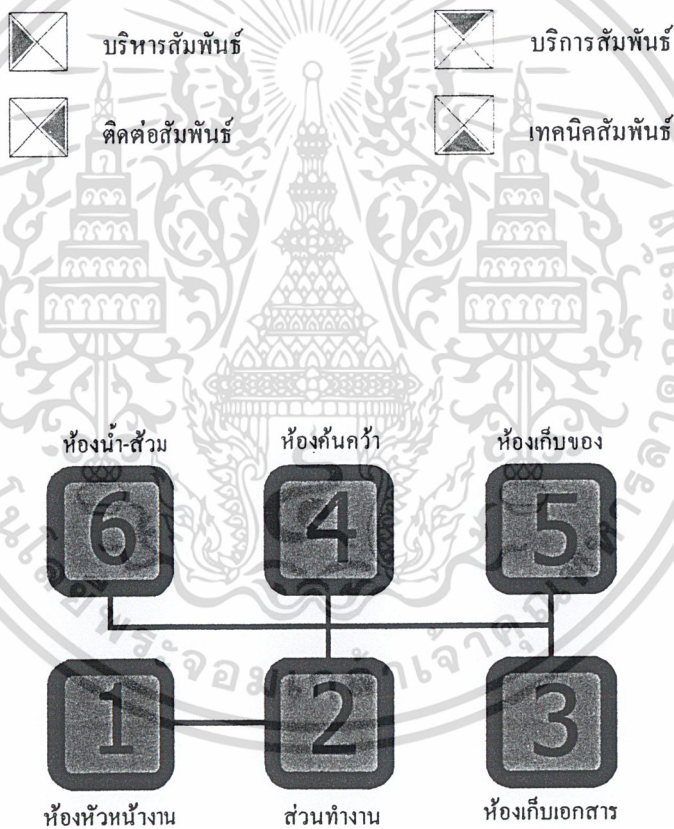 บริหารสัมพันธ์ บริการสัมพันธ์
ติดต่อสัมพันธ์ เทคนิคสัมพันธ์
ห้องน้ำ-ส้วม ห้องค้นคว้า ห้องเก็บของ
6 4 5
1 2 3
ห้องหัวหน้างาน ส่วนทำงาน ห้องเก็บเอกสาร